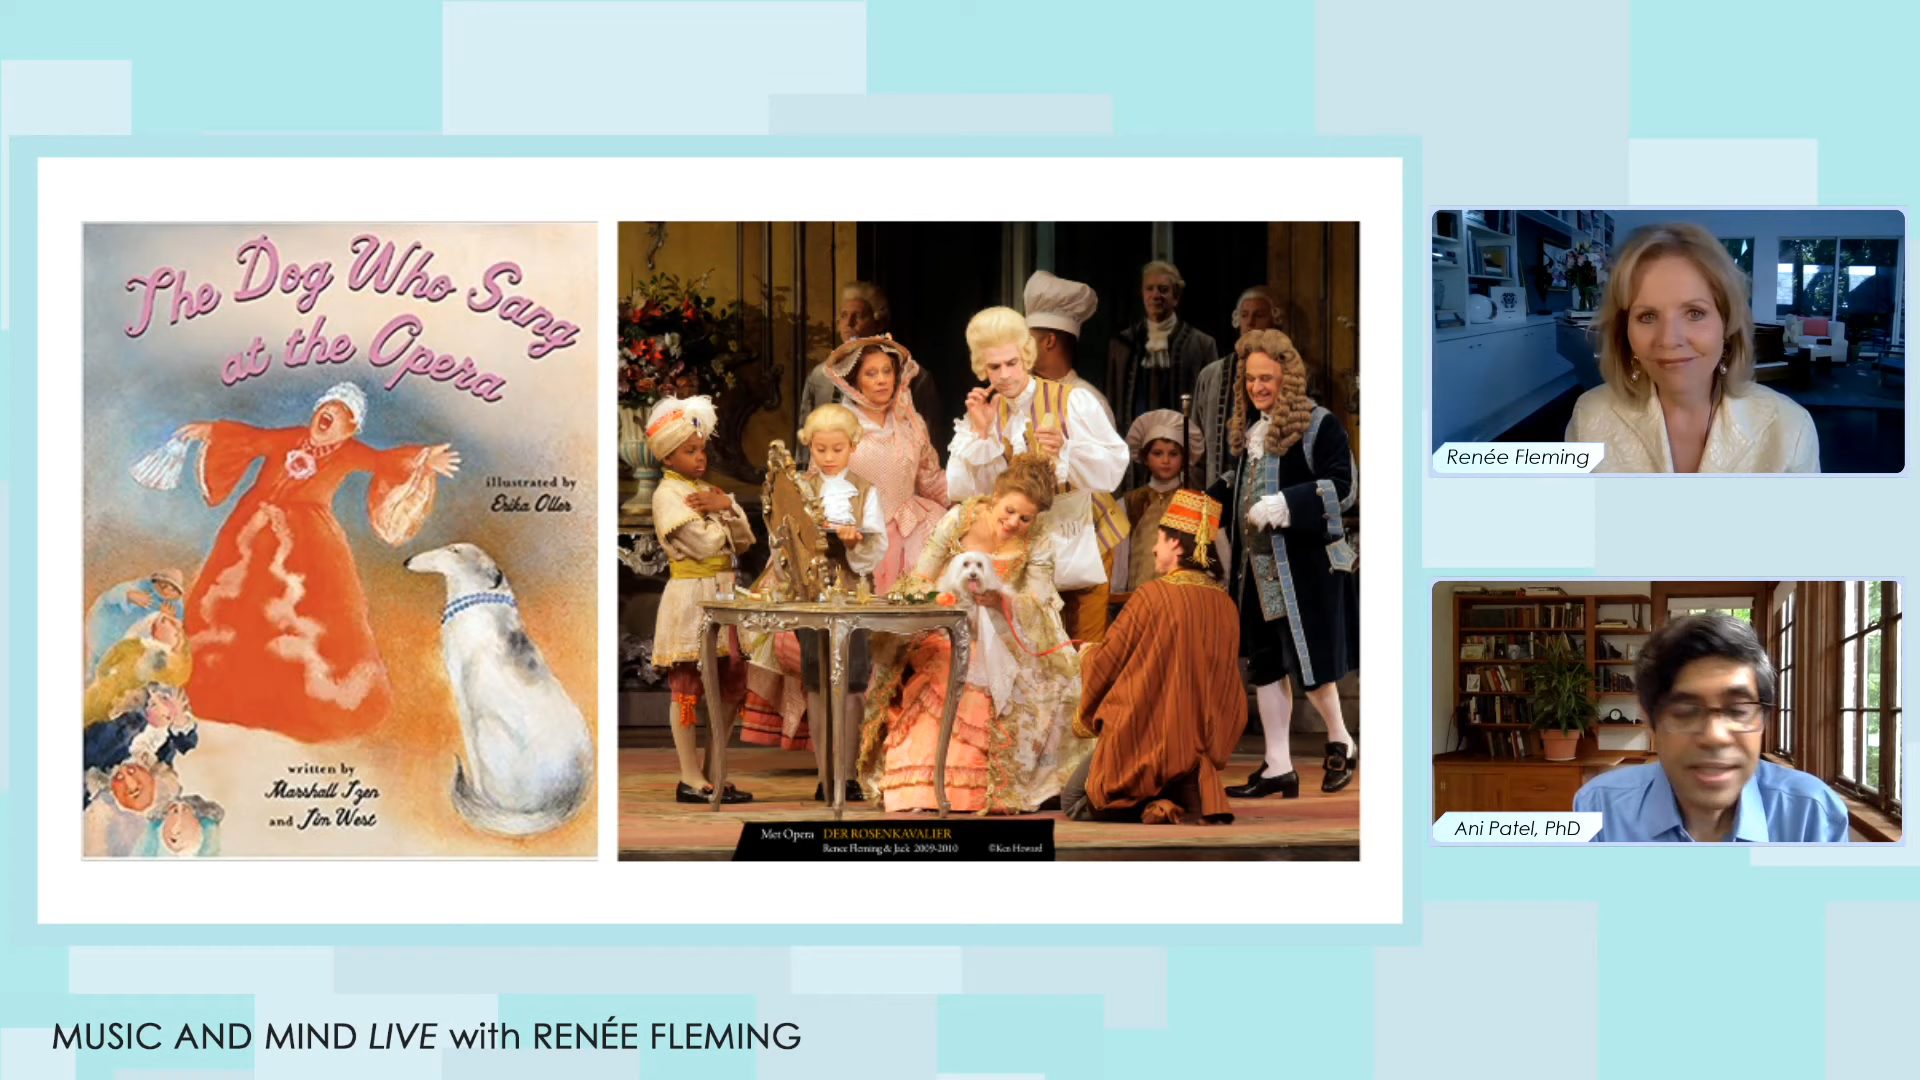 The Dog Who Sang
at the Opera
illustrated by
Erika Oller
written by
Marshall Izen
and Jim West
Met Opera DER ROSENKAVALIER
Renee Fleming & Jack 2009-2010 ©Ken Howard
Renée Fleming
Ani Patel, PhD
MUSIC AND MIND LIVE with RENÉE FLEMING